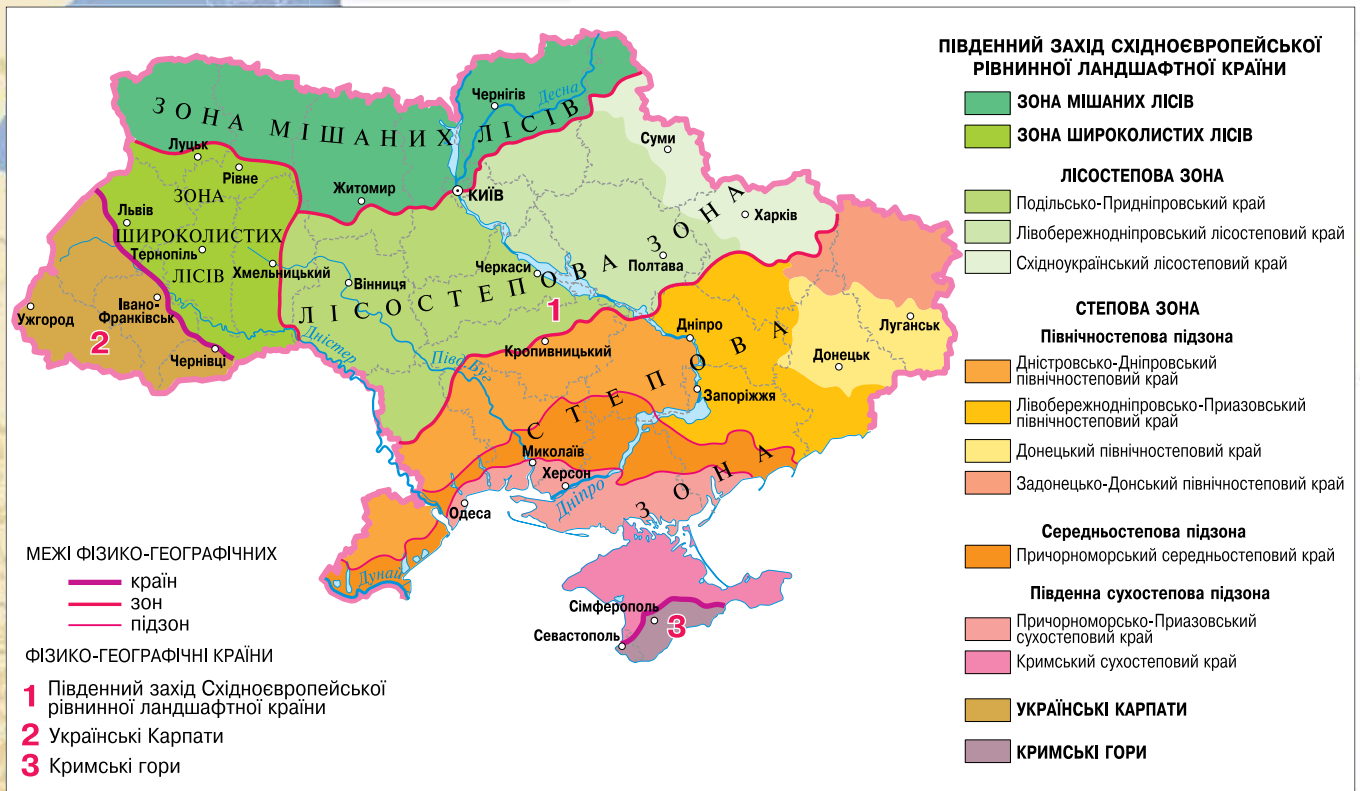 ПІВДЕННИЙ ЗАХІД СХІДНОЄВРОПЕЙСЬКОЇ
РІВНИННОЇ ЛАНДШАФТНОЇ КРАЇНИ
ЗОНА МІШАНИХ ЛІСІВ
ЗОНА ШИРОКОЛИСТИХ ЛІСІВ
ЛІСОСТЕПОВА ЗОНА
Подільсько-Придніпровський край
Лівобережнодніпровський лісостеповий край
Східноукраїнський лісостеповий край
СТЕПОВА ЗОНА
Північностепова підзона
Дністровсько-Дніпровський
північностеповий край
Лівобережнодніпровсько-Приазовський
північностеповий край
Донецький північностеповий край
Задонецько-Донський північностеповий край
Середньостепова підзона
Причорноморський середньостеповий край
Південна сухостепова підзона
Причорноморсько-Приазовський
сухостеповий край
Кримський сухостеповий край
УКРАЇНСЬКІ КАРПАТИ
КРИМСЬКІ ГОРИ
ЗОНА МІШАНИХ ЛІСІВ
Чернігів
Десна
Суми
Луцьк
Рівне
Житомир
КИЇВ
Харків
ЗОНА
ШИРОКОЛИСТИХ
ЛІСІВ
Львів
Тернопіль
Хмельницький
Вінниця
Черкаси
Полтава
ЛІСОСТЕПОВА ЗОНА
1
Ужгород
2
Івано-
Франківськ
Чернівці
Дністер
Півд. Буг
Кропивницький
Дніпро
Запоріжжя
Донецьк
Луганськ
СТЕПОВА
ЗОНА
Миколаїв
Херсон
Дніпро
Одеса
Дунай
Сімферополь
Севастополь
3
МЕЖІ ФІЗИКО-ГЕОГРАФІЧНИХ
країн
зон
підзон
ФІЗИКО-ГЕОГРАФІЧНІ КРАЇНИ
1 Південний захід Східноєвропейської
рівнинної ландшафтної країни
2 Українські Карпати
3 Кримські гори